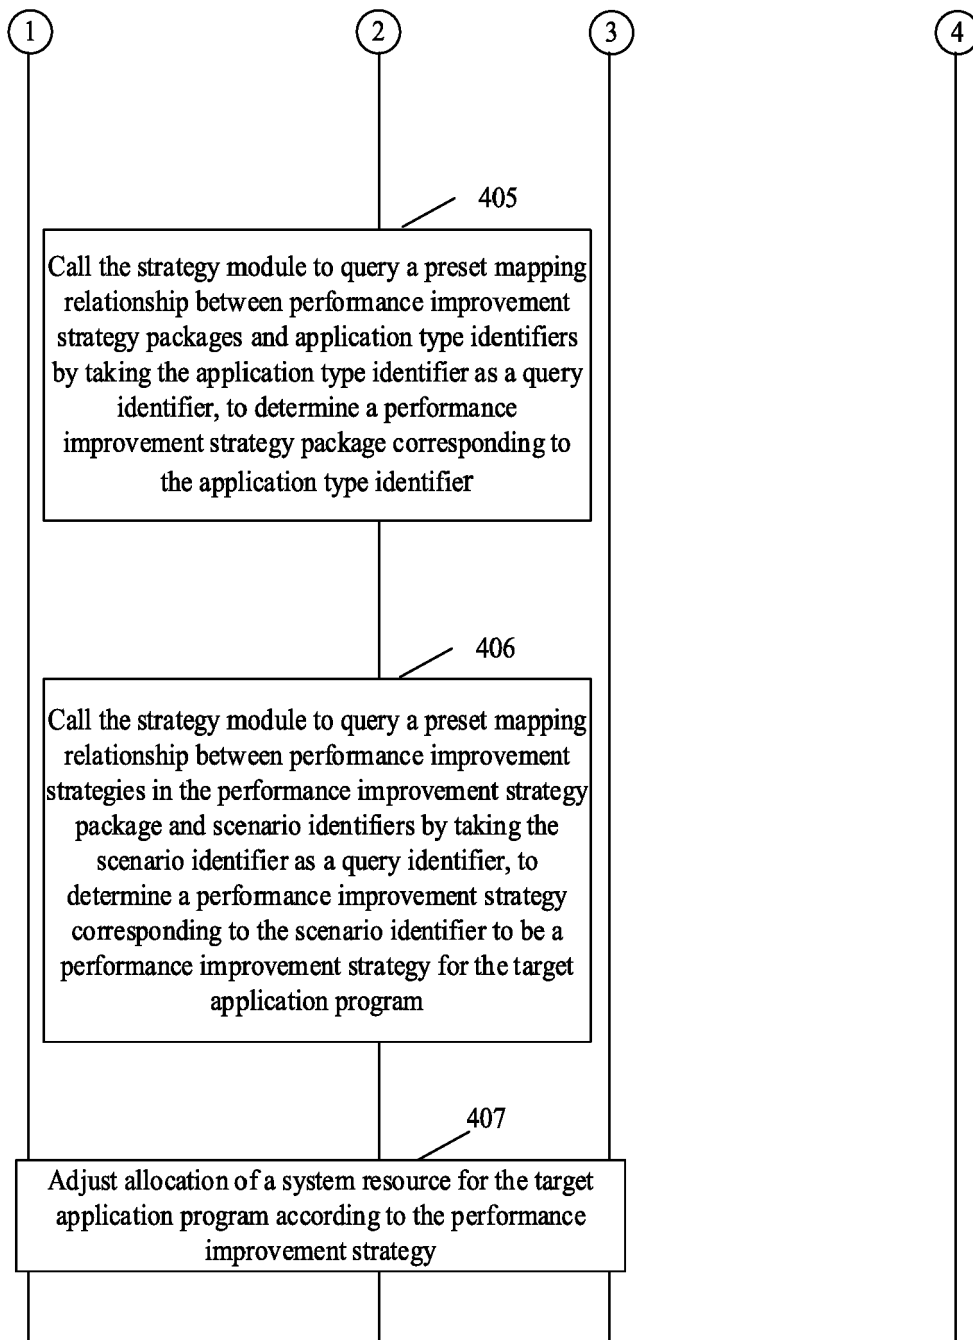 1
2
3
4
405
Call the strategy module to query a preset mapping
relationship between performance improvement
strategy packages and application type identifiers
by taking the application type identifier as a query
identifier, to determine a performance
improvement strategy package corresponding to
the application type identifier
406
Call the strategy module to query a preset mapping
relationship between performance improvement
strategies in the performance improvement strategy
package and scenario identifiers by taking the
scenario identifier as a query identifier, to
determine a performance improvement strategy
corresponding to the scenario identifier to be a
performance improvement strategy for the target
application program
407
Adjust allocation of a system resource for the target
application program according to the performance
improvement strategy